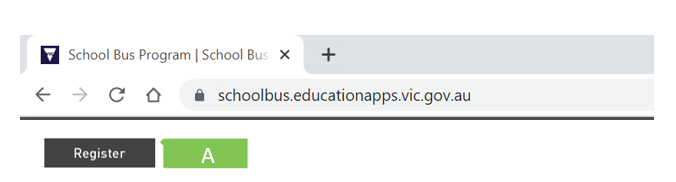 School Bus Program | School Bus
schoolbus.educationapps.vic.gov.au
Register A